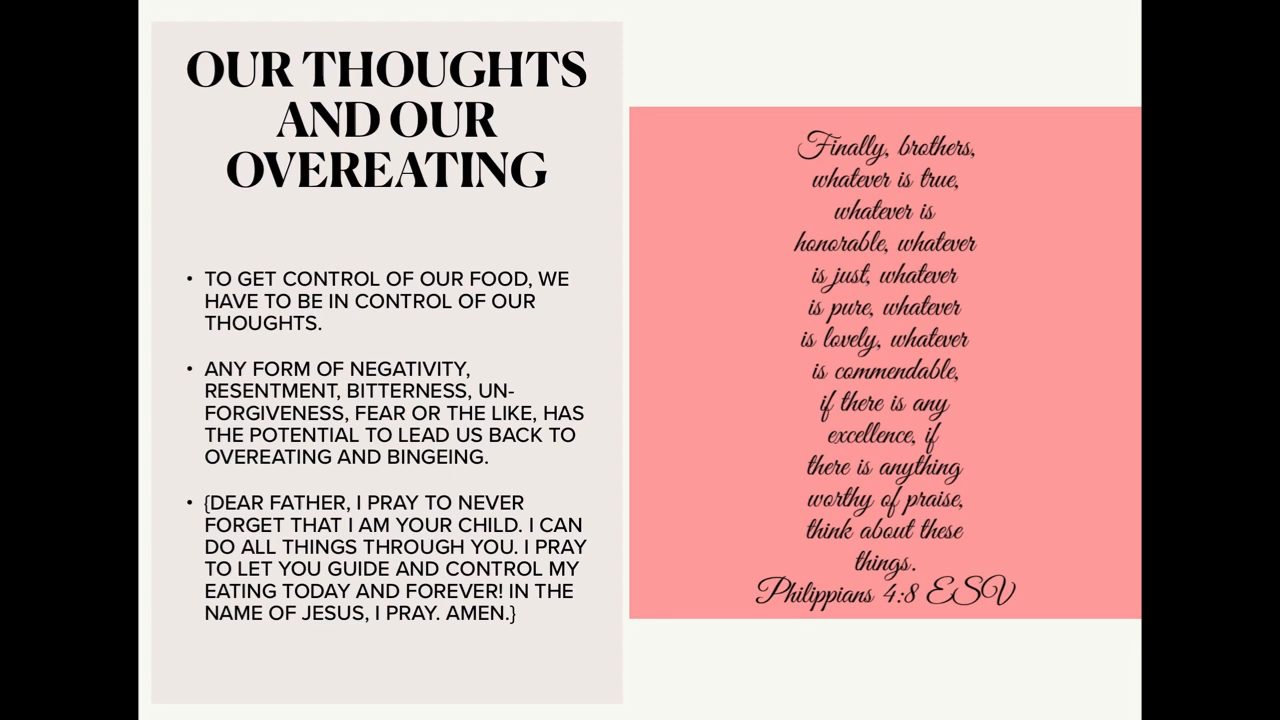 OUR THOUGHTS
AND OUR
OVEREATING
• TO GET CONTROL OF OUR FOOD, WE
HAVE TO BE IN CONTROL OF OUR
THOUGHTS.
• ANY FORM OF NEGATIVITY,
RESENTMENT, BITTERNESS, UN-
FORGIVENESS, FEAR OR THE LIKE, HAS
THE POTENTIAL TO LEAD US BACK TO
OVEREATING AND BINGEING.
• {DEAR FATHER, I PRAY TO NEVER
FORGET THAT I AM YOUR CHILD. I CAN
DO ALL THINGS THROUGH YOU. I PRAY
TO LET YOU GUIDE AND CONTROL MY
EATING TODAY AND FOREVER! IN THE
NAME OF JESUS, I PRAY. AMEN.}
Finally, brothers,
whatever is true,
whatever is
honorable, whatever
is just, whatever
is pure, whatever
is lovely, whatever
is commendable,
if there is any
excellence, if
there is anything
worthy of praise,
think about these
things.
Philippians 4:8 ESV